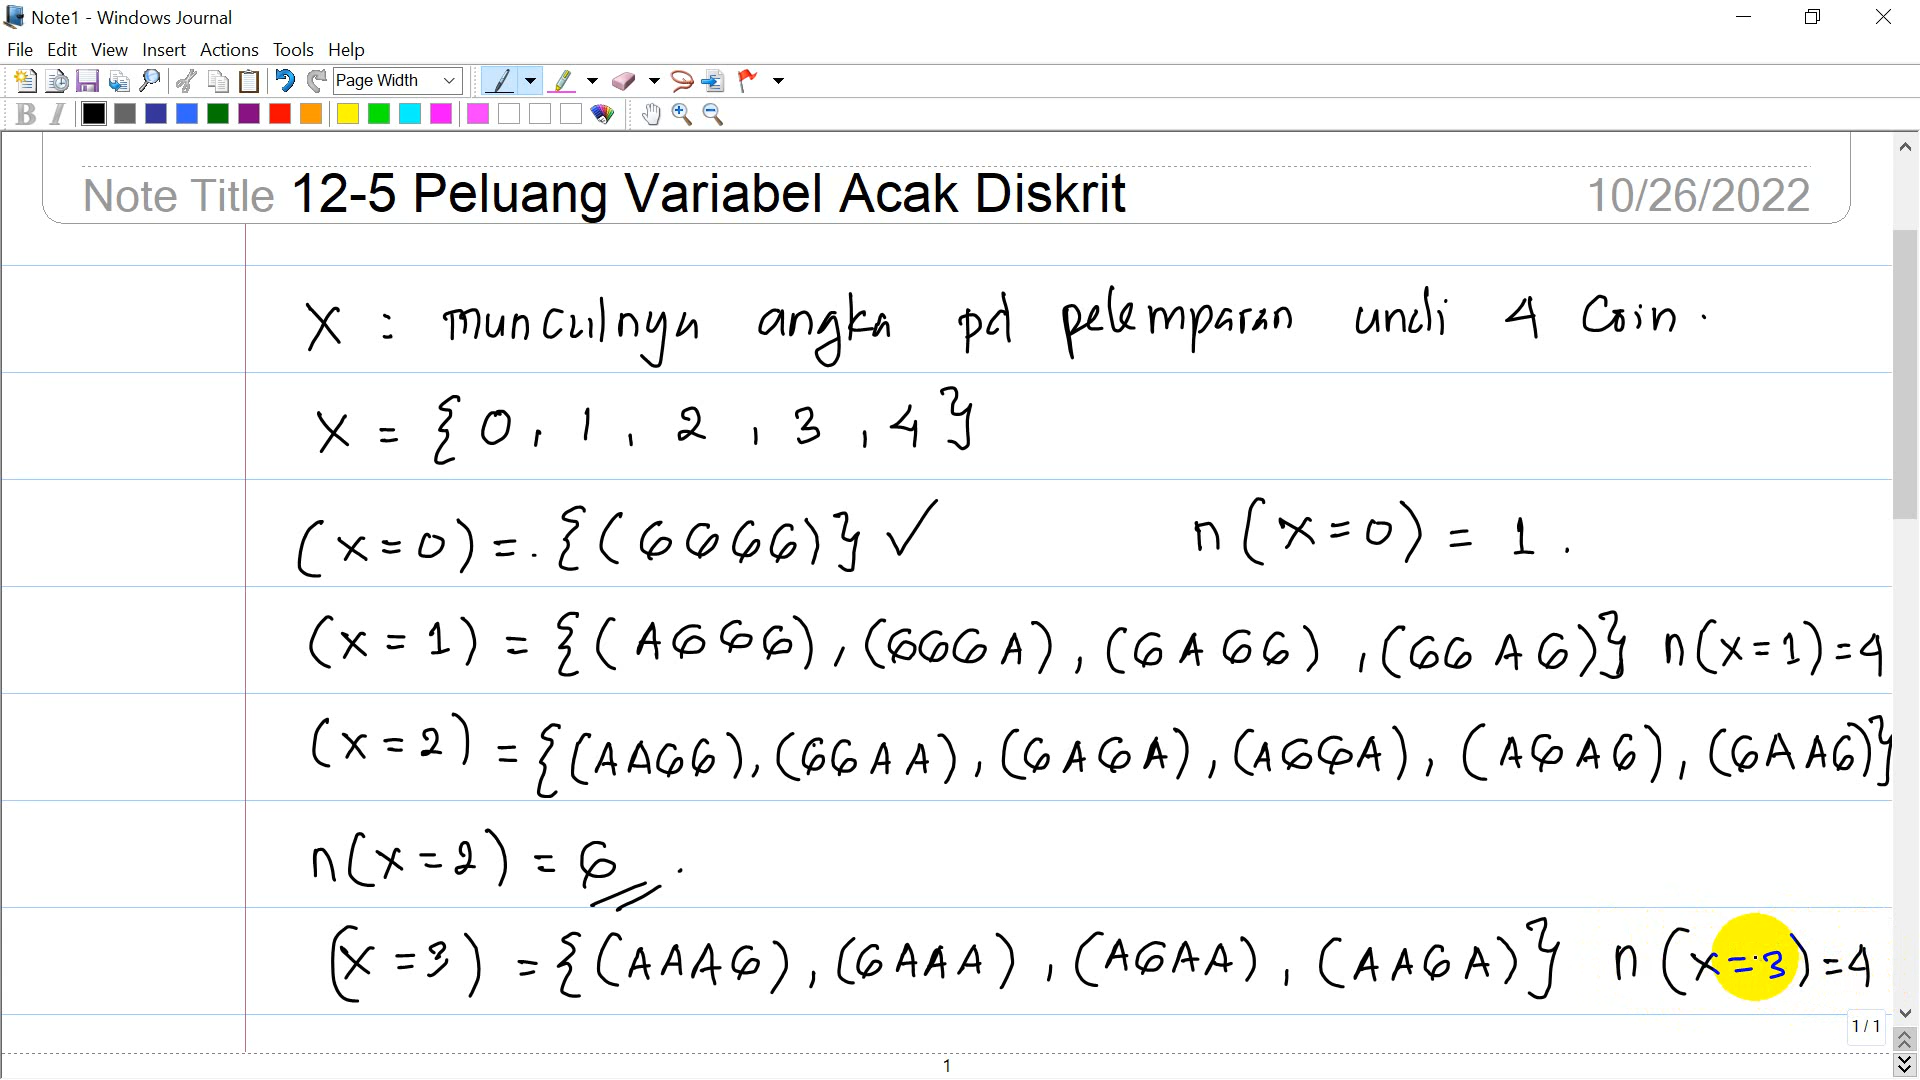 Note1 - Windows Journal
File Edit View Insert Actions Tools Help
Page Width
B I
Note Title 12-5 Peluang Variabel Acak Diskrit 10/26/2022
X : munculnya angka pd pelemparan undi 4 Coin.
X = {0, 1, 2, 3, 4}
(x=0) = . {(GGGG)} ✓ n(x=0) = 1.
(x=1) = {(AGGG), (GGGA), (GAGG), (GGAG)} n(x=1)=4
(x=2) = {(AAGG), (GGAA), (GAGA), (AGGA), (AGAG), (GAAG)}
n(x=2) = 6.
(x=3) = {(AAAG), (GAAA), (AGAA), (AAGA)} n(x=3)=4
1/1
1